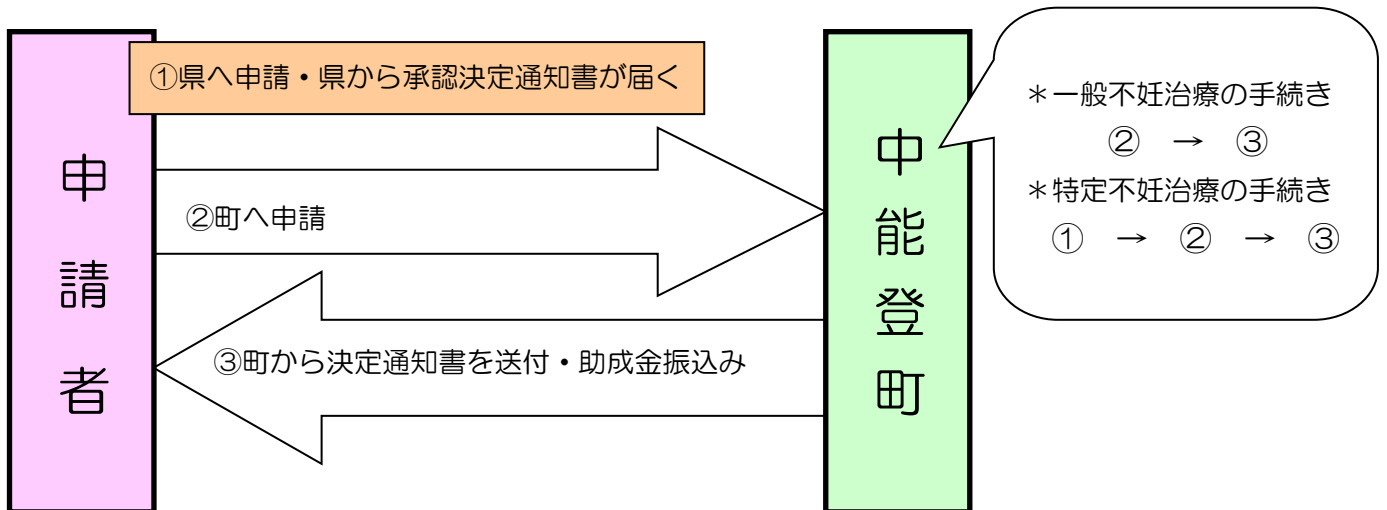 申請者
①県へ申請・県から承認決定通知書が届く
②町へ申請
③町から決定通知書を送付・助成金振込み
中能登町
＊一般不妊治療の手続き
② → ③
＊特定不妊治療の手続き
① → ② → ③